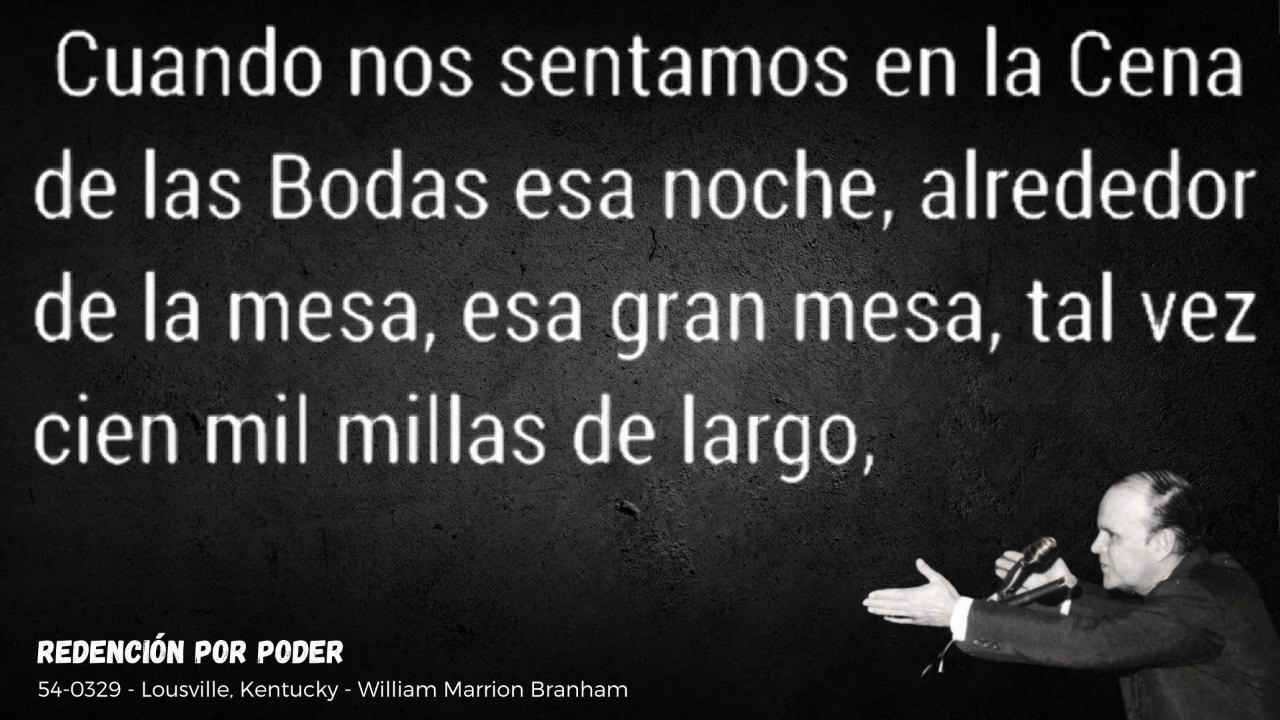 Cuando nos sentamos en la Cena
de las Bodas esa noche, alrededor
de la mesa, esa gran mesa, tal vez
cien mil millas de largo,
REDENCIÓN POR PODER
54-0329 - Lousville, Kentucky - William Marrion Branham